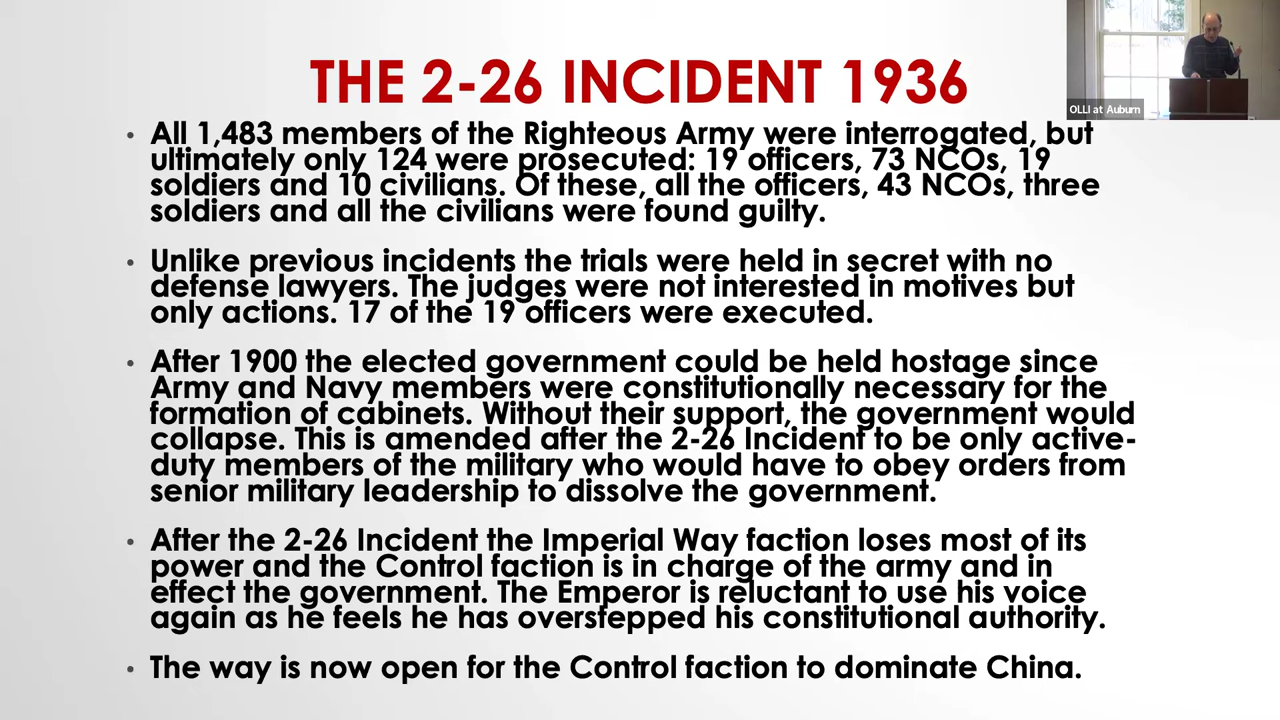 THE 2-26 INCIDENT 1936
OLLI at Auburn
• All 1,483 members of the Righteous Army were interrogated, but
ultimately only 124 were prosecuted: 19 officers, 73 NCOs, 19
soldiers and 10 civilians. Of these, all the officers, 43 NCOs, three
soldiers and all the civilians were found guilty.
• Unlike previous incidents the trials were held in secret with no
defense lawyers. The judges were not interested in motives but
only actions. 17 of the 19 officers were executed.
• After 1900 the elected government could be held hostage since
Army and Navy members were constitutionally necessary for the
formation of cabinets. Without their support, the government would
collapse. This is amended after the 2-26 Incident to be only active-
duty members of the military who would have to obey orders from
senior military leadership to dissolve the government.
• After the 2-26 Incident the Imperial Way faction loses most of its
power and the Control faction is in charge of the army and in
effect the government. The Emperor is reluctant to use his voice
again as he feels he has overstepped his constitutional authority.
• The way is now open for the Control faction to dominate China.